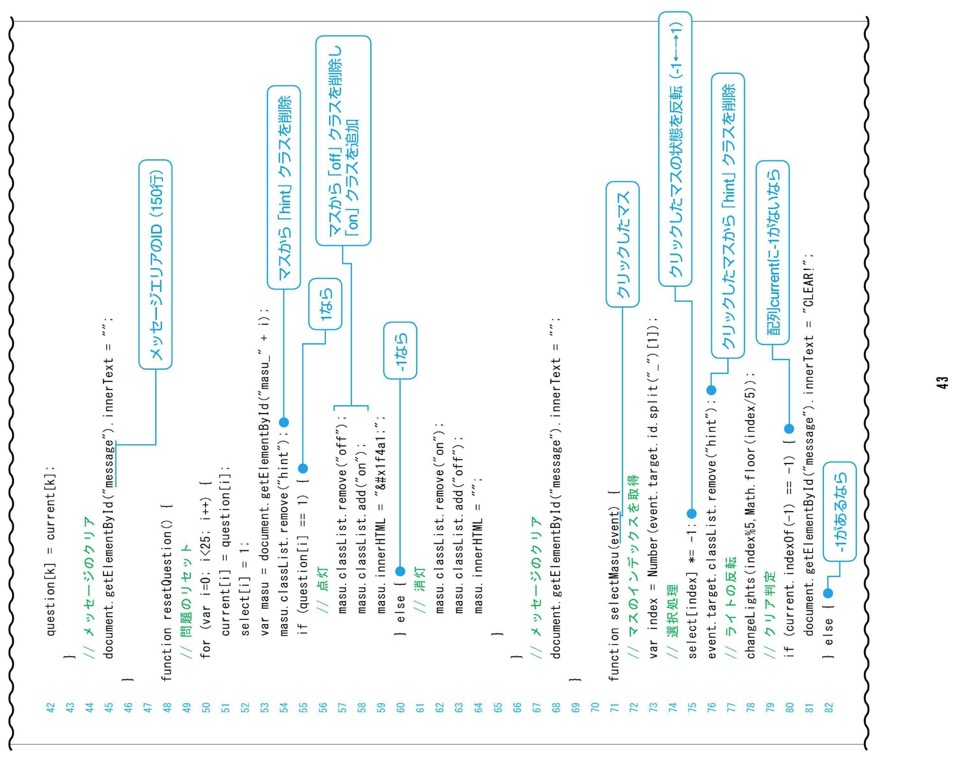 42 question[k] = current[k];
43 }
44 // メッセージのクリア
45 document.getElementById("message").innerText = "";
メッセージエリアのID（150行）
46 }
47
48 function resetQuestion() {
49 // 問題のリセット
50 for (var i=0; i<25; i++) {
51 current[i] = question[i];
52 select[i] = 1;
53 var masu = document.getElementById("masu_" + i);
54 masu.classList.remove("hint");
マスから「hint」クラスを削除
55 if (question[i] == 1) {
1なら
56 // 点灯
57 masu.classList.remove("off");
58 masu.classList.add("on");
マスから「off」クラスを削除し
「on」クラスを追加
59 masu.innerHTML = "&#x1f4a1;";
60 } else {
-1なら
61 // 消灯
62 masu.classList.remove("on");
63 masu.classList.add("off");
64 masu.innerHTML = "";
65 }
66 }
67 // メッセージのクリア
68 document.getElementById("message").innerText = "";
69 }
70
71 function selectMasu(event) {
クリックしたマス
72 // マスのインデックスを取得
73 var index = Number(event.target.id.split("_")[1]);
74 // 選択処理
75 select[index] *= -1;
クリックしたマスの状態を反転（-1←→1）
76 event.target.classList.remove("hint");
クリックしたマスから「hint」クラスを削除
77 // ライトの反転
78 changeLights(index%5,Math.floor(index/5));
79 // クリア判定
80 if (current.indexOf(-1) == -1) {
配列currentに-1がないなら
81 document.getElementById("message").innerText = "CLEAR!";
82 } else {
-1があるなら
43